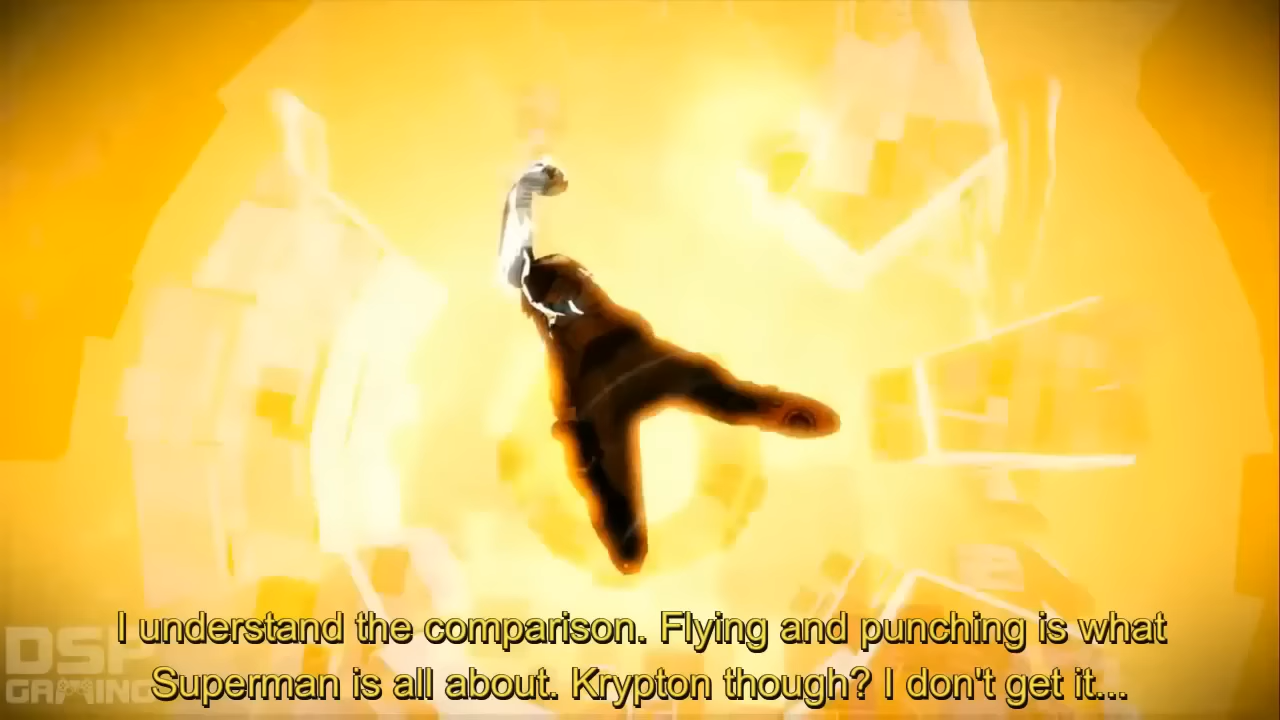 I understand the comparison. Flying and punching is what
Superman is all about. Krypton though? I don't get it...
DSP
GAMING